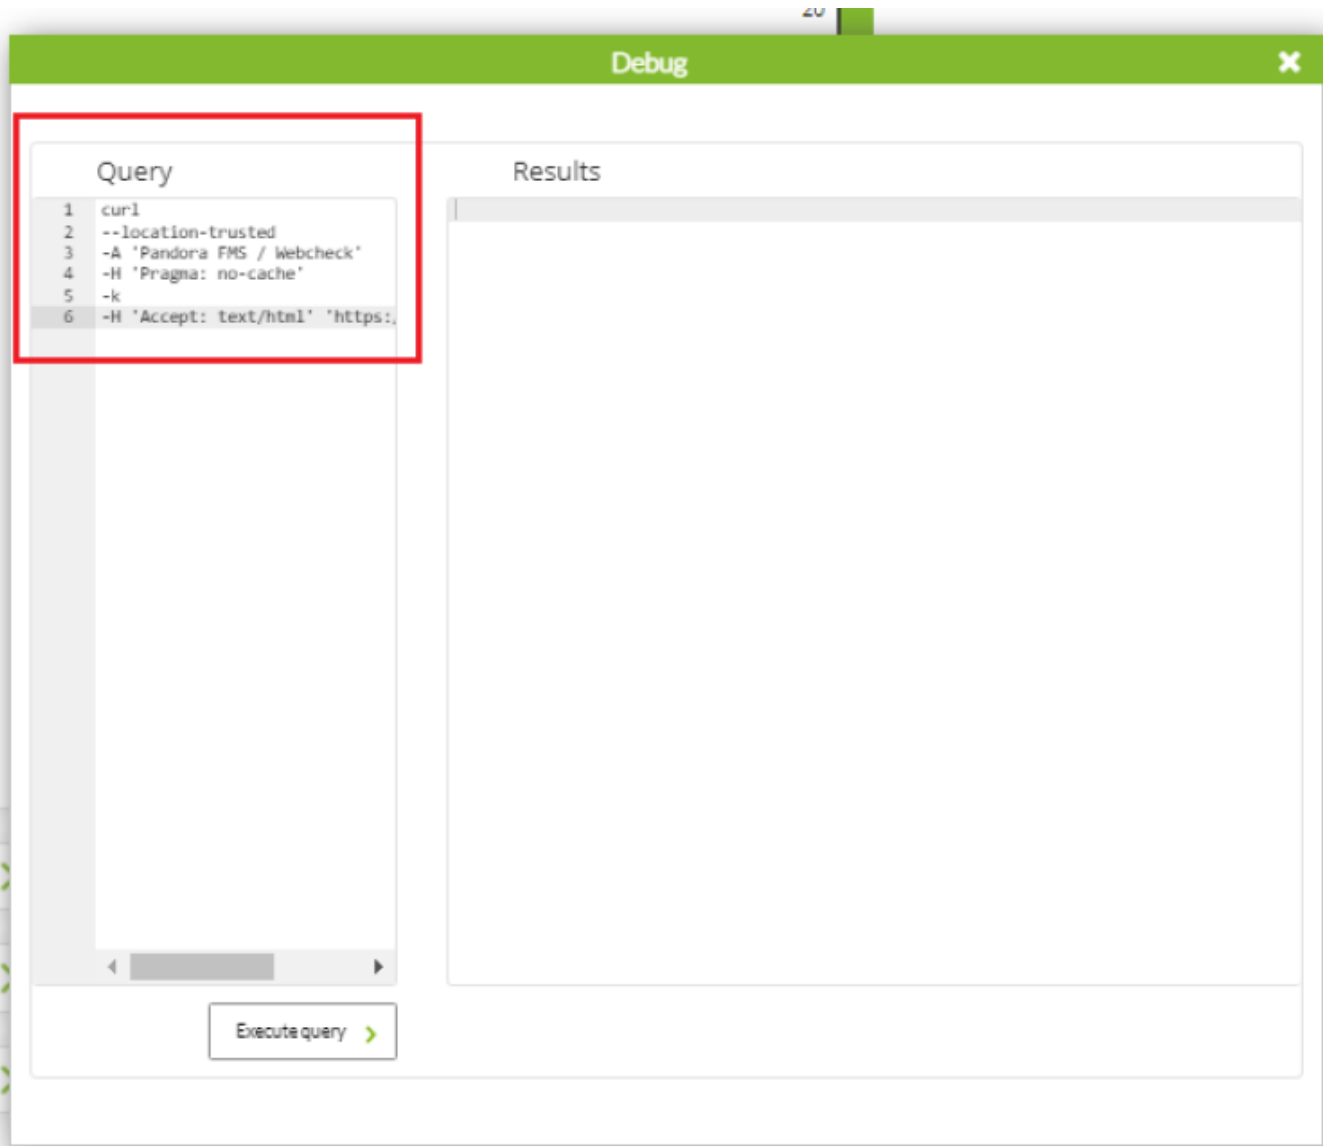 20
Debug
Query
Results
1 curl
2 --location-trusted
3 -A 'Pandora FMS / Webcheck'
4 -H 'Pragma: no-cache'
5 -k
6 -H 'Accept: text/html' 'https:/
Execute query